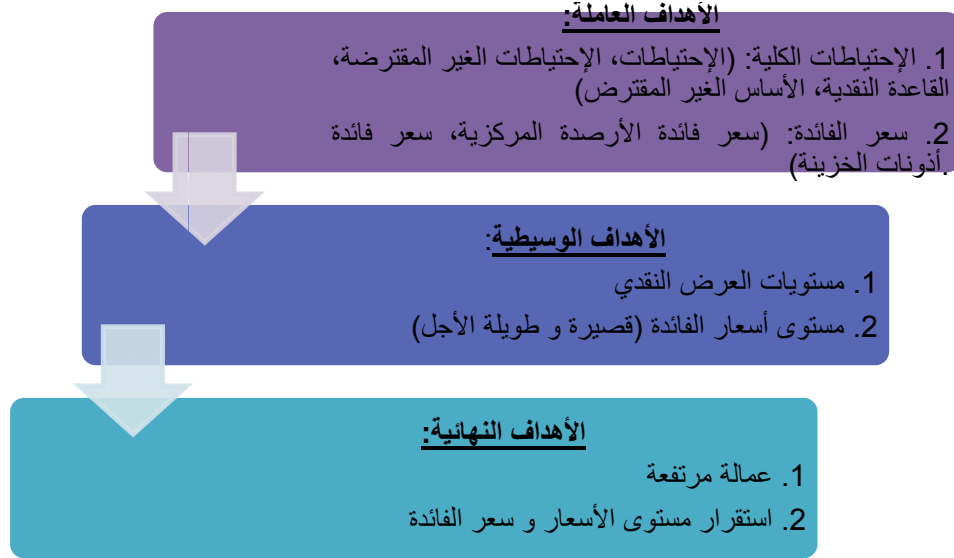 الأهداف العاملة:
1. الإحتياطات الكلية: (الإحتياطات، الإحتياطات الغير المقترضة،
القاعدة النقدية، الأساس الغير المقترض)
2. سعر الفائدة: (سعر فائدة الأرصدة المركزية، سعر فائدة
أذونات الخزينة).
الأهداف الوسيطية:
1. مستويات العرض النقدي
2. مستوى أسعار الفائدة (قصيرة و طويلة الأجل)
الأهداف النهائية:
1. عمالة مرتفعة
2. استقرار مستوى الأسعار و سعر الفائدة